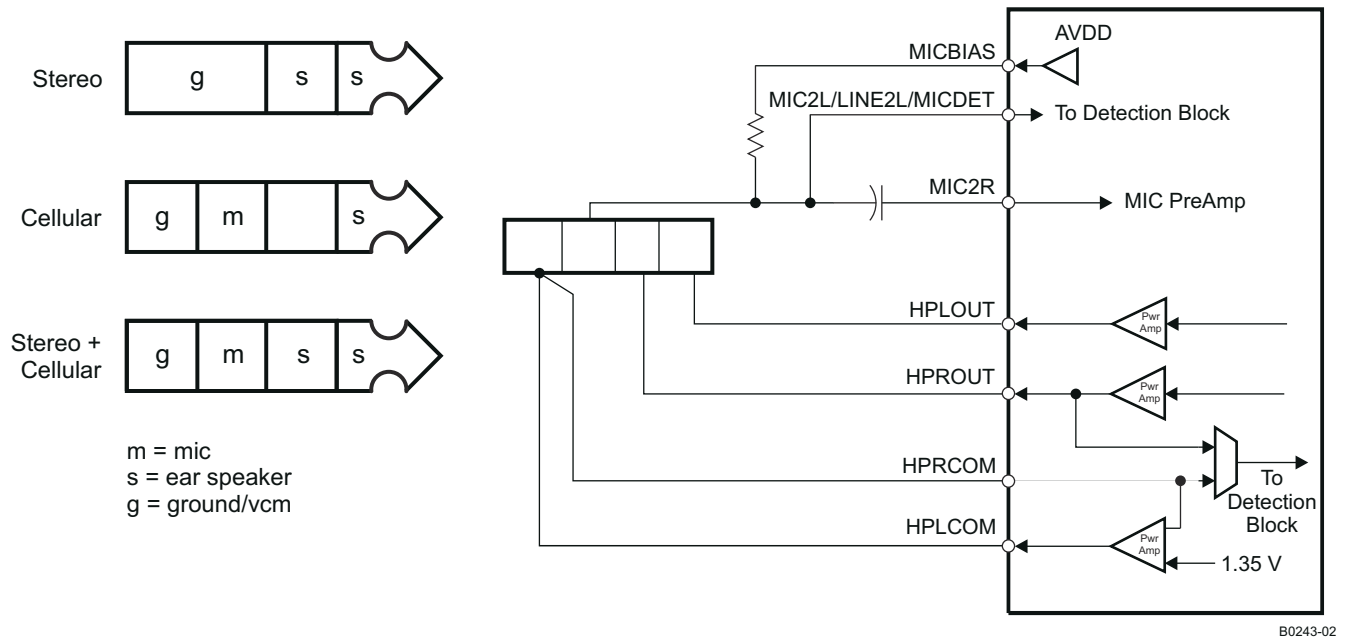 Stereo
g
s
s
Cellular
g
m
s
Stereo +
Cellular
g
m
s
s
m = mic
s = ear speaker
g = ground/vcm
AVDD
MICBIAS
MIC2L/LINE2L/MICDET
To Detection Block
MIC2R
MIC PreAmp
HPLOUT
Pwr
Amp
HPROUT
Pwr
Amp
HPRCOM
To
Detection
Block
HPLCOM
Pwr
Amp
1.35 V
B0243-02